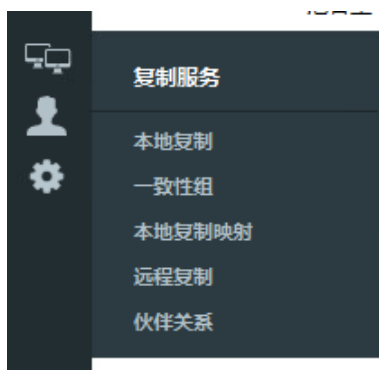 复制服务
本地复制
一致性组
本地复制映射
远程复制
伙伴关系